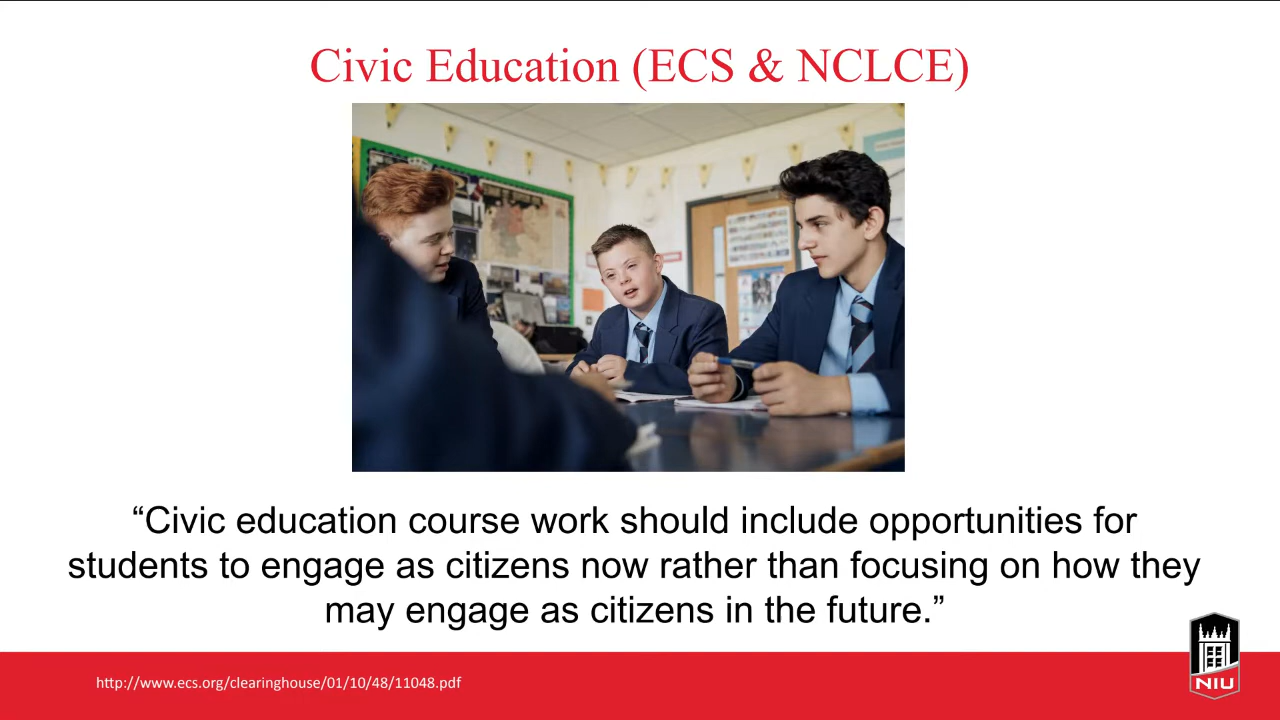 Civic Education (ECS & NCLCE)
“Civic education course work should include opportunities for
students to engage as citizens now rather than focusing on how they
may engage as citizens in the future.”
http://www.ecs.org/clearinghouse/01/10/48/11048.pdf
NIU